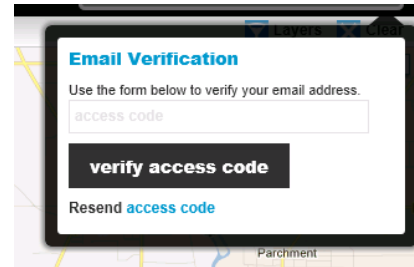 Layers Clear
Email Verification
Use the form below to verify your email address.
access code
verify access code
Resend access code
Parchment